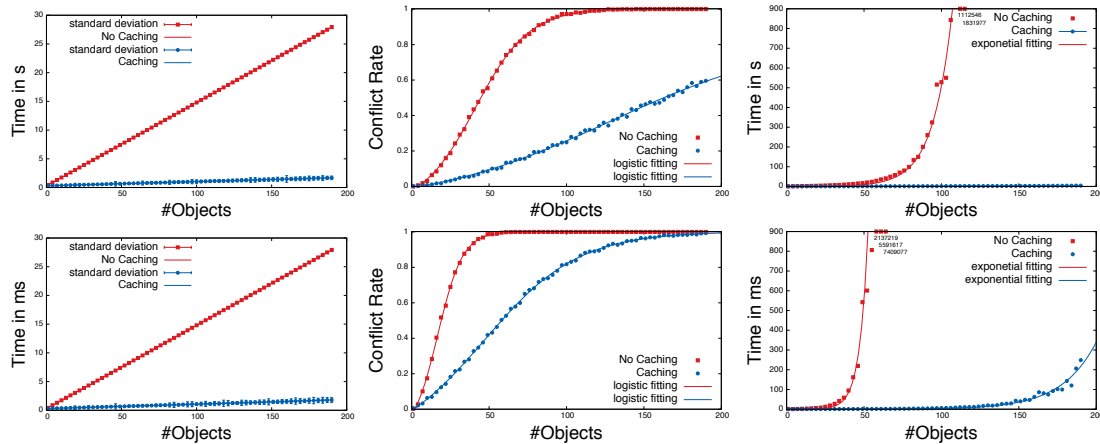 30
25
20
15
10
5
0
0
50
100
150
200
Time in s
#Objects
standard deviation
No Caching
standard deviation
Caching
1
0.8
0.6
0.4
0.2
0
0
50
100
150
200
Conflict Rate
#Objects
No Caching
Caching
logistic fitting
logistic fitting
900
800
700
600
500
400
300
200
100
0
0
50
100
150
20
Time in s
#Objects
1112546
1831977
No Caching
Caching
exponetial fitting
30
25
20
15
10
5
0
0
50
100
150
200
Time in ms
#Objects
standard deviation
No Caching
standard deviation
Caching
1
0.8
0.6
0.4
0.2
0
0
50
100
150
200
Conflict Rate
#Objects
No Caching
Caching
logistic fitting
logistic fitting
900
800
700
600
500
400
300
200
100
0
0
50
100
150
20
Time in ms
#Objects
2137219
5591617
7409077
No Caching
Caching
exponetial fitting
exponential fitting